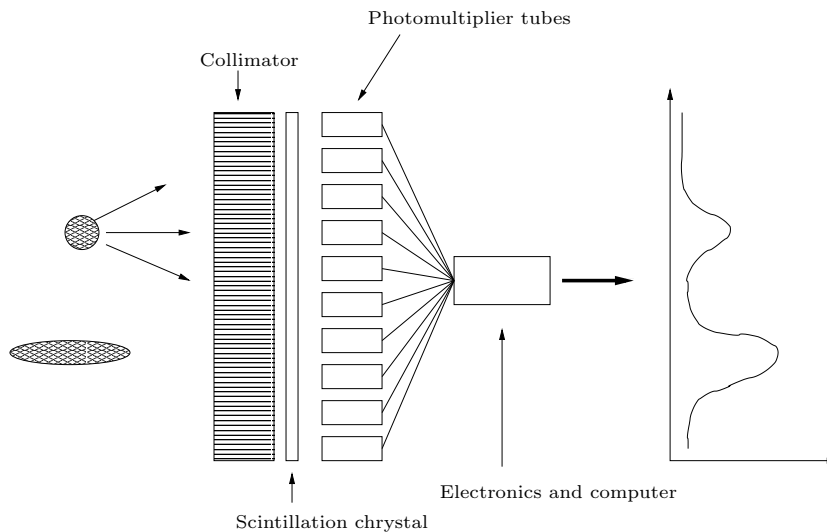 Photomultiplier tubes
Collimator
Electronics and computer
Scintillation chrystal